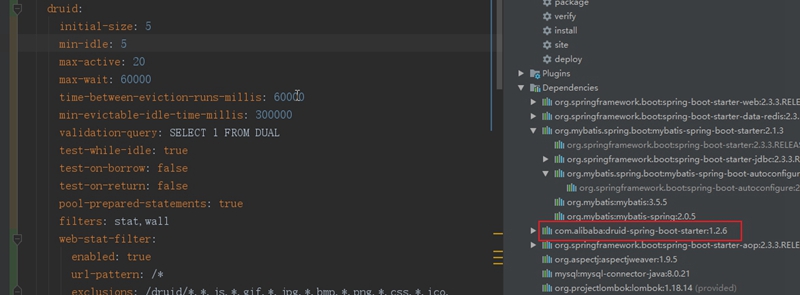 druid:
initial-size: 5
min-idle: 5
max-active: 20
max-wait: 60000
time-between-eviction-runs-millis: 60000
min-evictable-idle-time-millis: 300000
validation-query: SELECT 1 FROM DUAL
test-while-idle: true
test-on-borrow: false
test-on-return: false
pool-prepared-statements: true
filters: stat,wall
web-stat-filter:
enabled: true
url-pattern: /*
exclusions: /druid/*,*.js,*.gif,*.jpg,*.bmp,*.png,*.css,*.ico,
package
verify
install
site
deploy
Plugins
Dependencies
org.springframework.boot:spring-boot-starter-web:2.3.3.REL
org.springframework.boot:spring-boot-starter-data-redis:2.3.3.
org.mybatis.spring.boot:mybatis-spring-boot-starter:2.1.3
org.springframework.boot:spring-boot-starter:2.3.3.RELEAS
org.springframework.boot:spring-boot-starter-jdbc:2.3.3.RE
org.mybatis.spring.boot:mybatis-spring-boot-autoconfigure
org.springframework.boot:spring-boot-autoconfigure:2
org.mybatis:mybatis:3.5.5
org.mybatis:mybatis-spring:2.0.5
com.alibaba:druid-spring-boot-starter:1.2.6
org.springframework.boot:spring-boot-starter-aop:2.3.3.RELE
org.aspectj:aspectjweaver:1.9.5
mysql:mysql-connector-java:8.0.21
org.projectlombok:lombok:1.18.14 (provided)